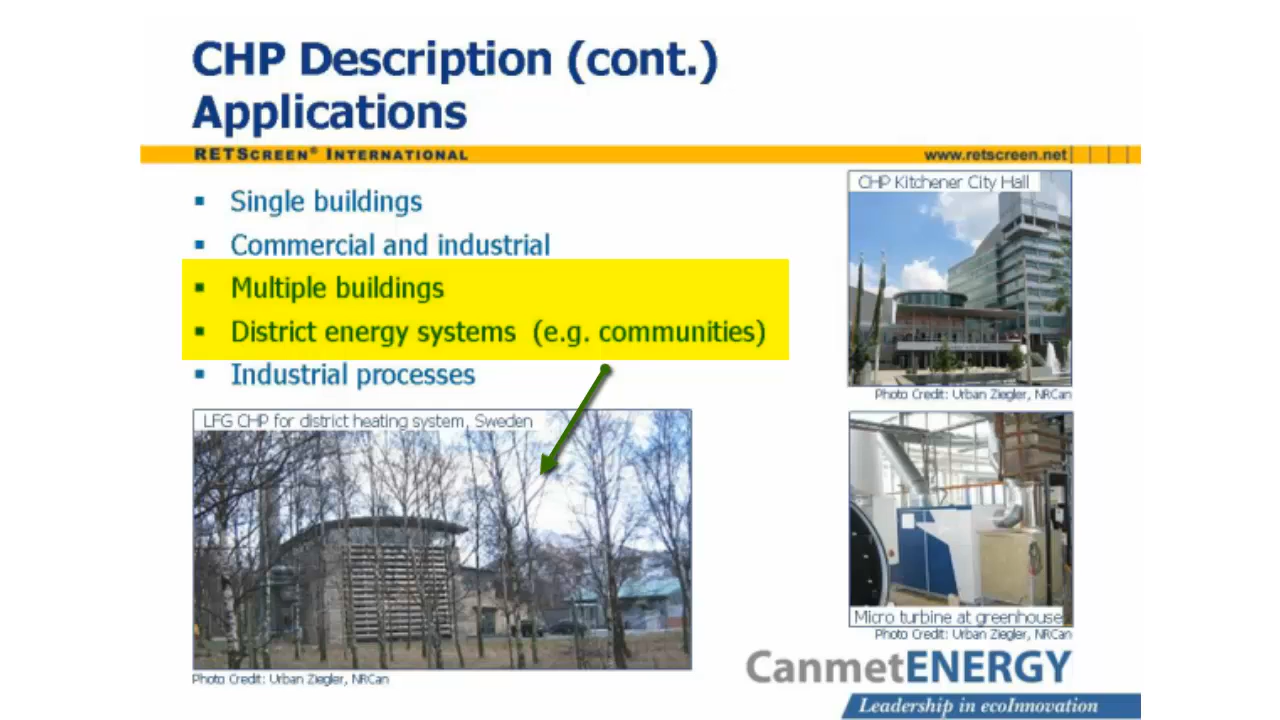 CHP Description (cont.)
Applications
RETSCREEN® INTERNATIONAL
www.retscreen.net
▪ Single buildings
▪ Commercial and industrial
▪ Multiple buildings
▪ District energy systems (e.g. communities)
▪ Industrial processes
CHP Kitchener City Hall
Photo Credit: Urban Ziegler, NRCan
LFG CHP for district heating system, Sweden
Photo Credit: Urban Ziegler, NRCan
Micro turbine at greenhouse
Photo Credit: Urban Ziegler, NRCan
CanmetENERGY
Leadership in ecoInnovation